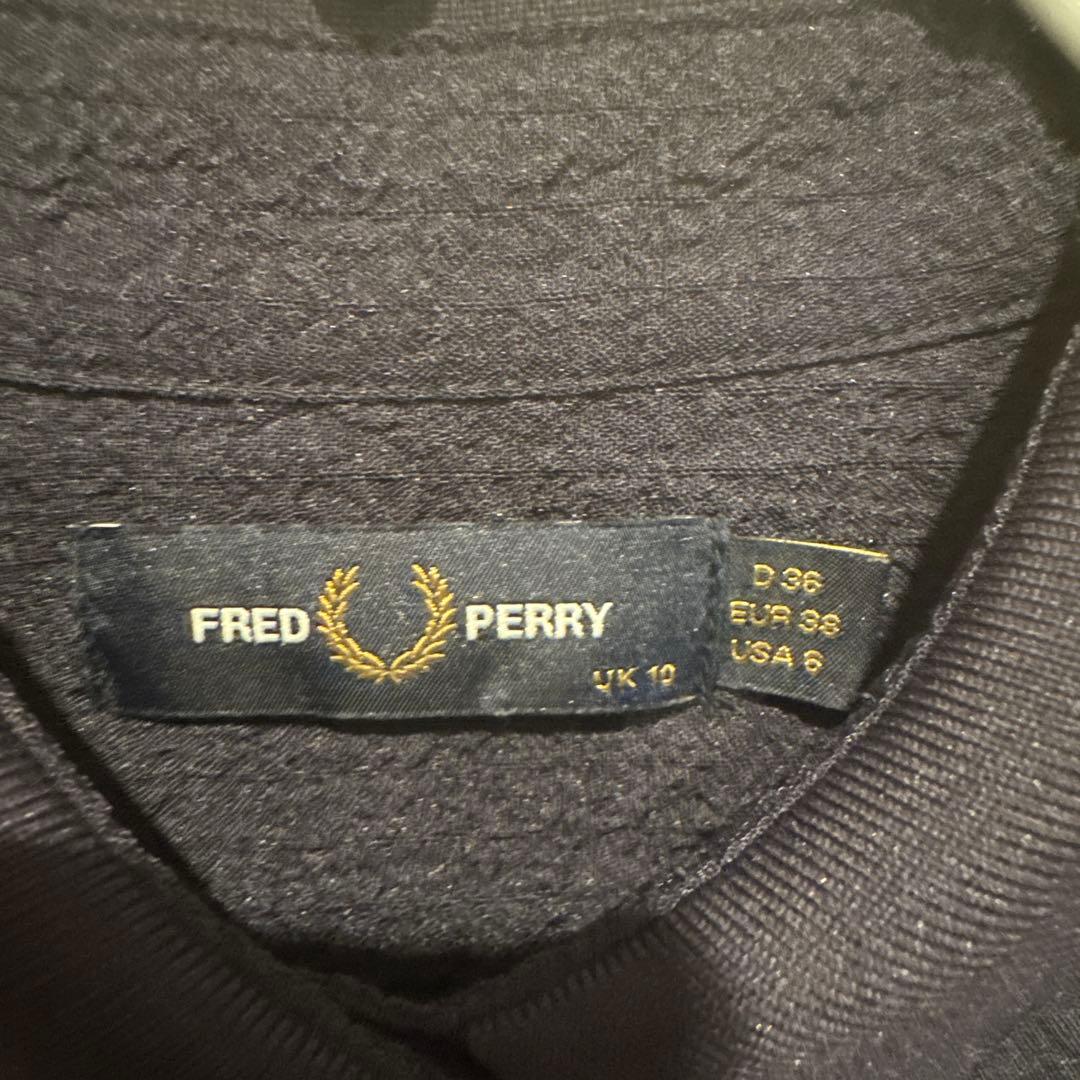 FRED PERRY
UK 10
D 36
EUR 38
USA 6